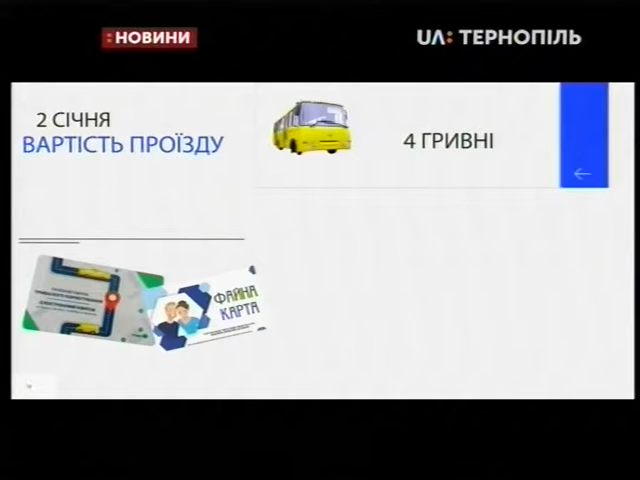 :НОВИНИ
UA: ТЕРНОПІЛЬ
2 СІЧНЯ
ВАРТІСТЬ ПРОЇЗДУ
4 ГРИВНІ
ФАЙНА
КАРТА